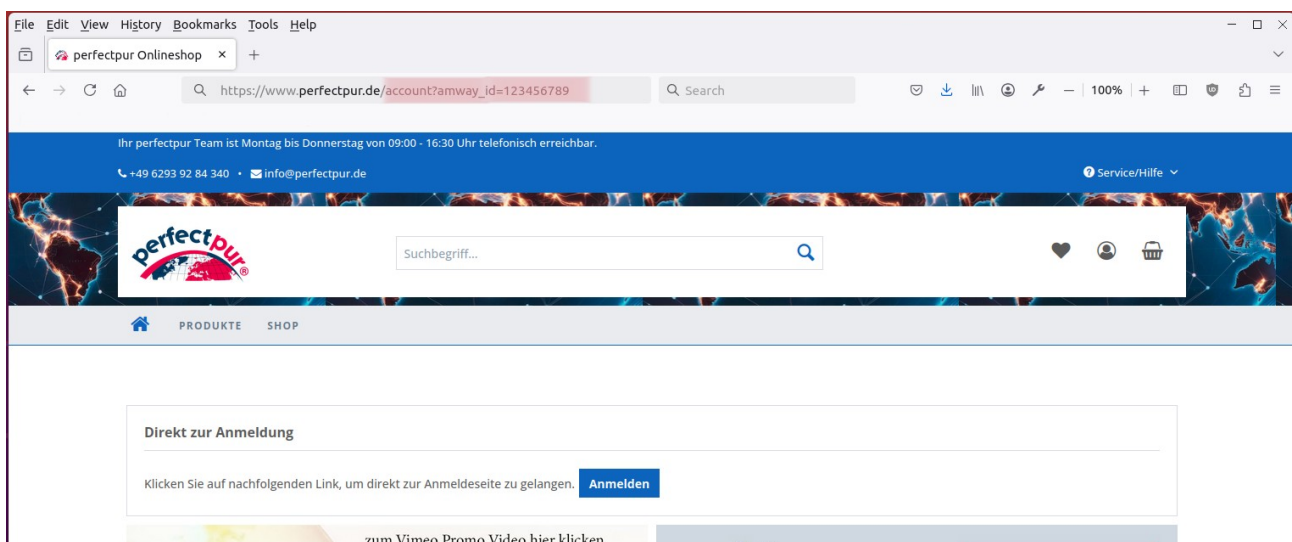 File Edit View History Bookmarks Tools Help
perfectpur Onlineshop
https://www.perfectpur.de/account?amway_id=123456789 Search 100%
Ihr perfectpur Team ist Montag bis Donnerstag von 09:00 - 16:30 Uhr telefonisch erreichbar.
+49 6293 92 84 340 • info@perfectpur.de Service/Hilfe
perfectpur® Suchbegriff...
PRODUKTE SHOP
Direkt zur Anmeldung
Klicken Sie auf nachfolgenden Link, um direkt zur Anmeldeseite zu gelangen. Anmelden
zum Vimeo Promo Video hier klicken